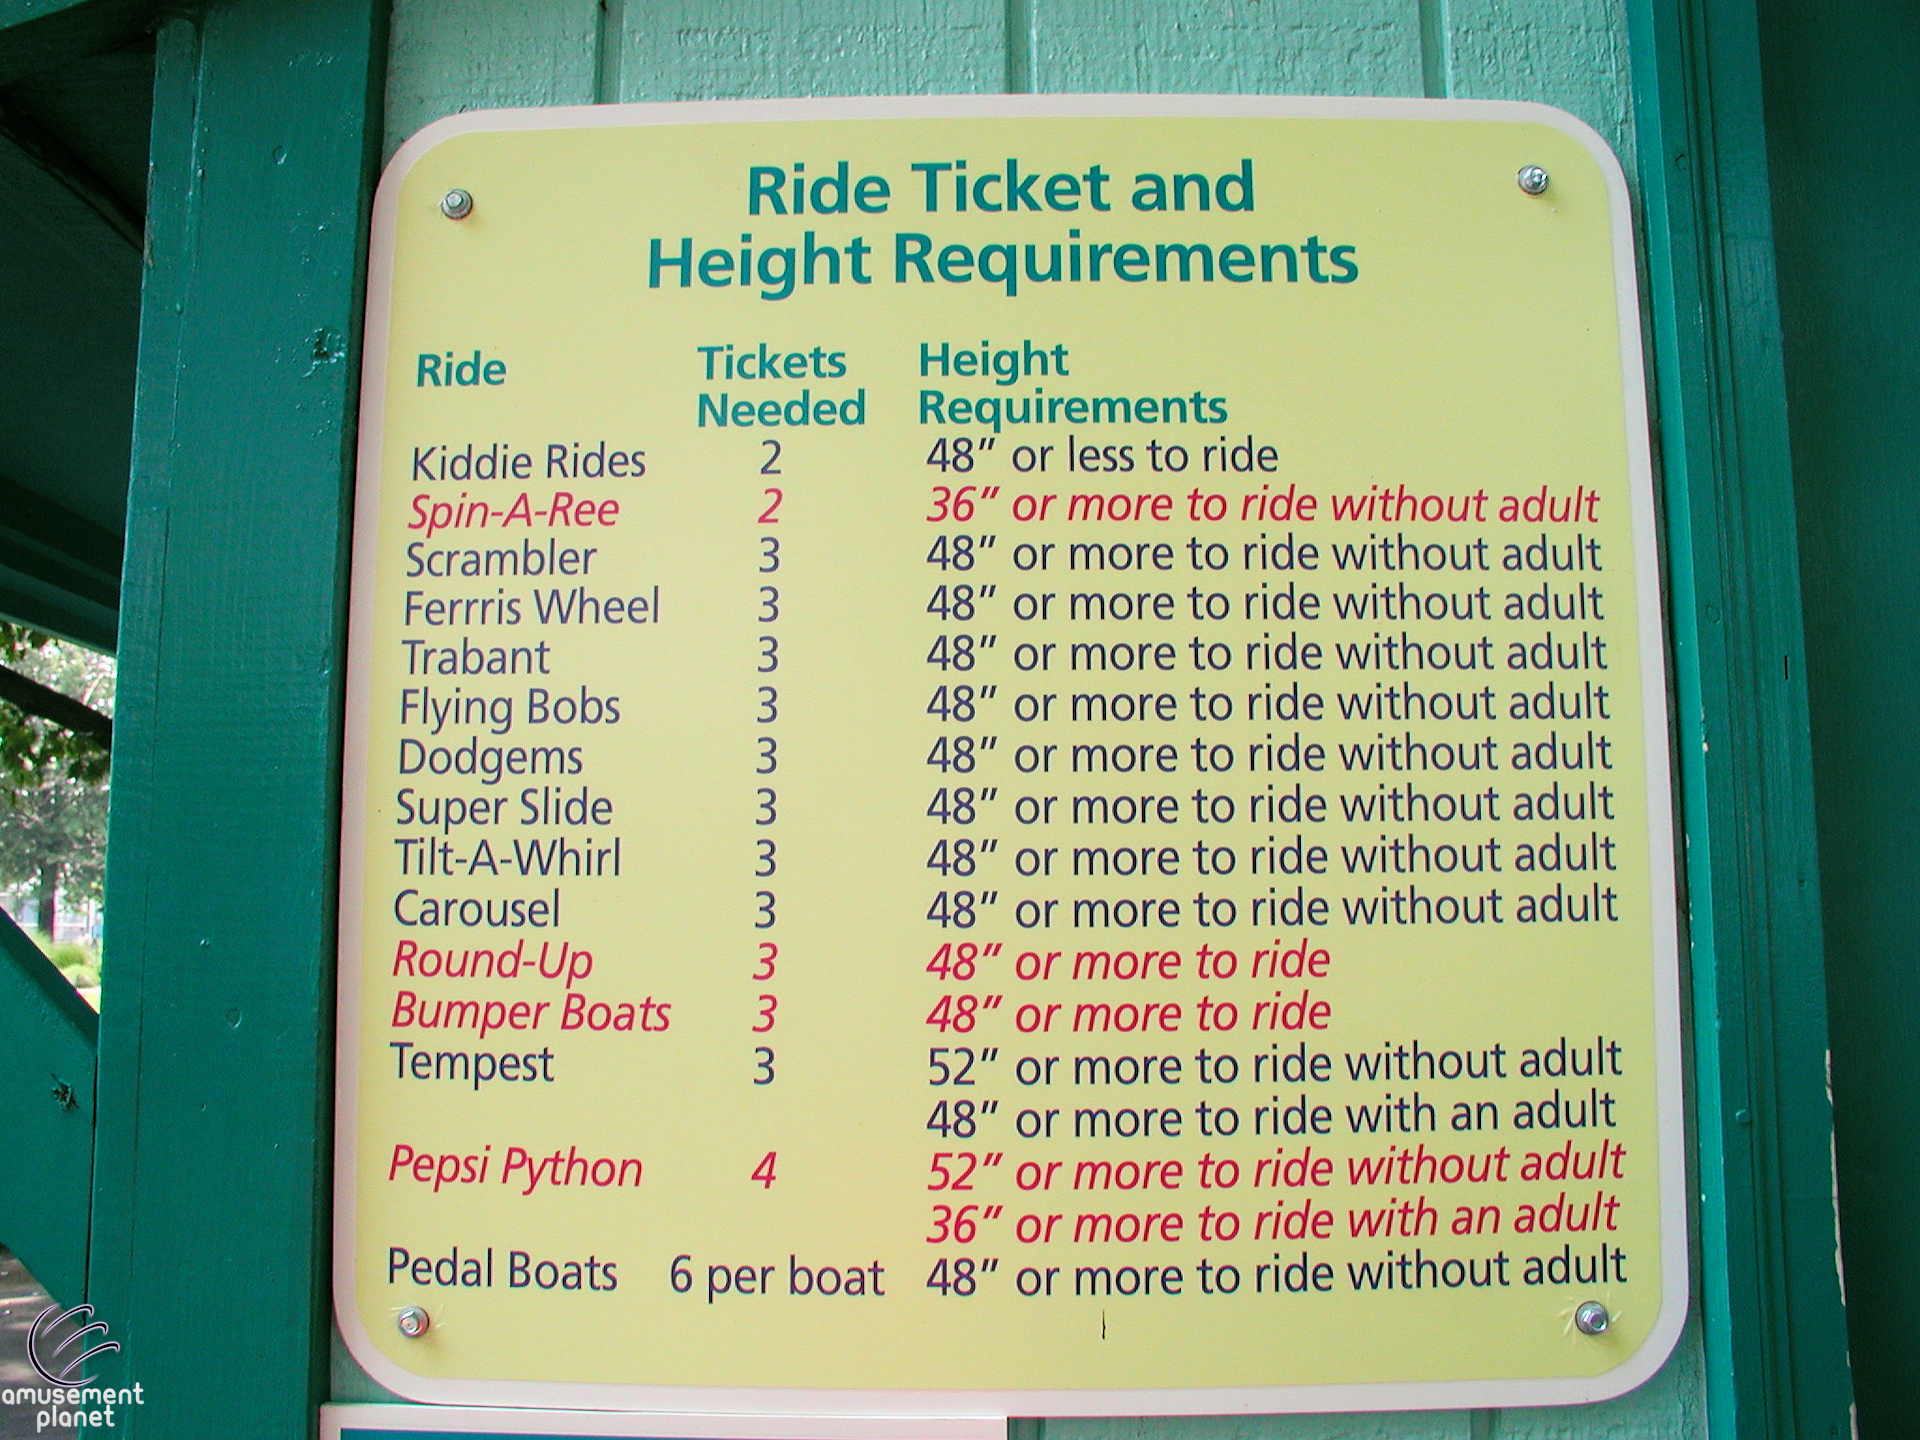 Ride Ticket and
Height Requirements
Ride Tickets Needed Height Requirements
Kiddie Rides 2 48" or less to ride
Spin-A-Ree 2 36" or more to ride without adult
Scrambler 3 48" or more to ride without adult
Ferrris Wheel 3 48" or more to ride without adult
Trabant 3 48" or more to ride without adult
Flying Bobs 3 48" or more to ride without adult
Dodgems 3 48" or more to ride without adult
Super Slide 3 48" or more to ride without adult
Tilt-A-Whirl 3 48" or more to ride without adult
Carousel 3 48" or more to ride without adult
Round-Up 3 48" or more to ride
Bumper Boats 3 48" or more to ride
Tempest 3 52" or more to ride without adult
48" or more to ride with an adult
Pepsi Python 4 52" or more to ride without adult
36" or more to ride with an adult
Pedal Boats 6 per boat 48" or more to ride without adult
amusement
planet